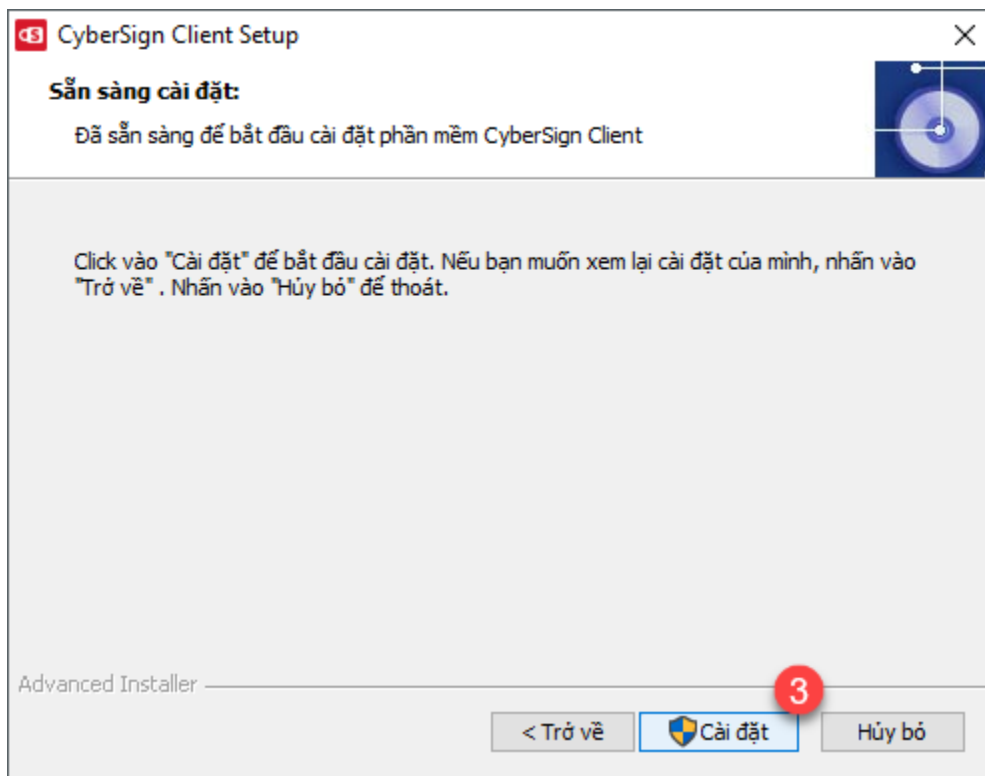 CyberSign Client Setup
Sẵn sàng cài đặt:
Đã sẵn sàng để bắt đầu cài đặt phần mềm CyberSign Client
Click vào "Cài đặt" để bắt đầu cài đặt. Nếu bạn muốn xem lại cài đặt của mình, nhấn vào
"Trở về" . Nhấn vào "Hủy bỏ" để thoát.
Advanced Installer
3
< Trở về Cài đặt Hủy bỏ